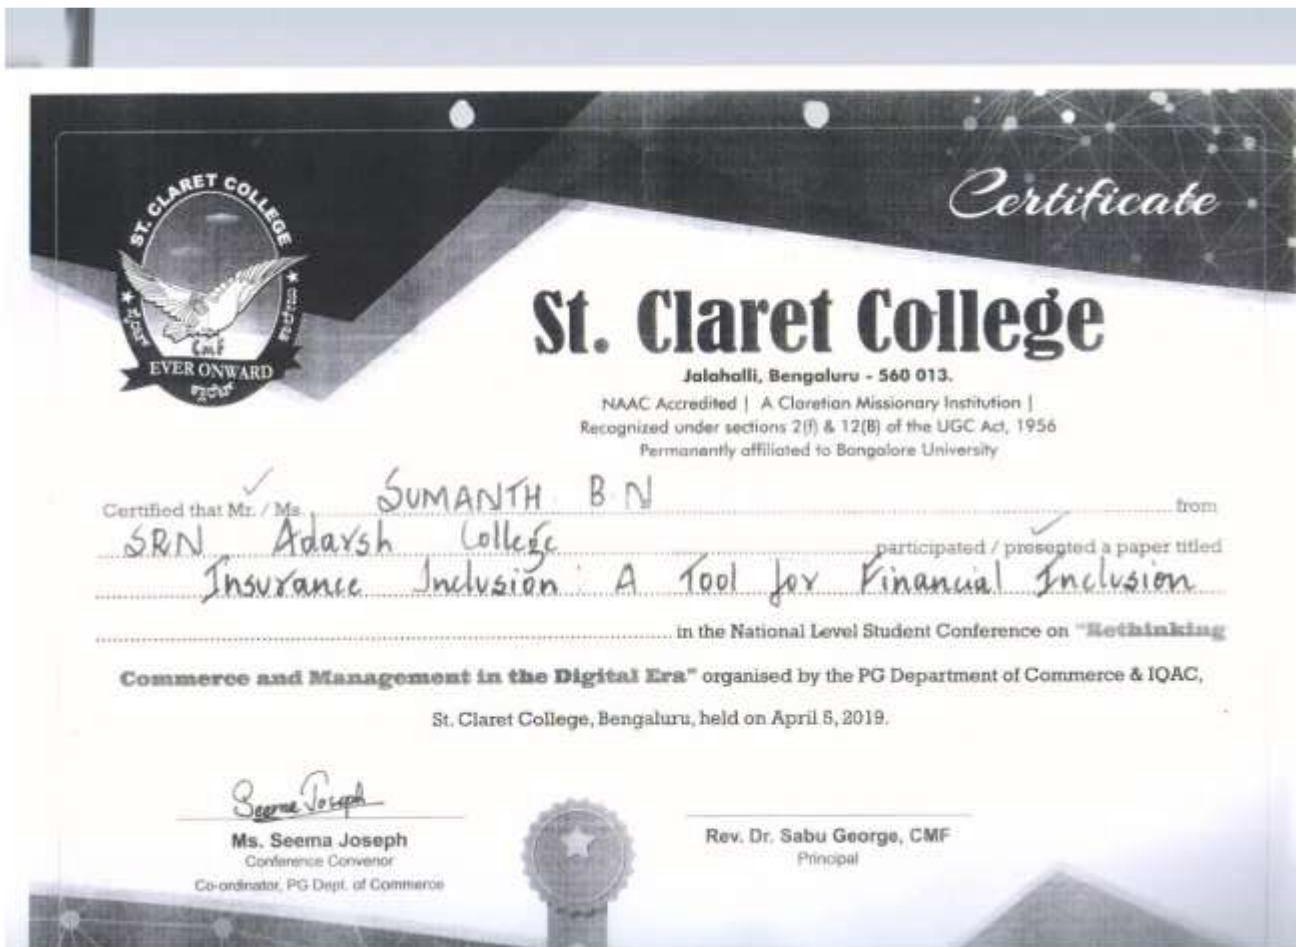 Certificate
ST. CLARET COLLEGE
CMF
EVER ONWARD
ಕ್ಲಾರೆಟ್
St. Claret College
Jalahalli, Bengaluru - 560 013.
NAAC Accredited | A Claretian Missionary Institution |
Recognized under sections 2(f) & 12(B) of the UGC Act, 1956
Permanently affiliated to Bangalore University
Certified that Mr. / Ms. SUMANTH B.N from
SRN Adarsh College participated / presented a paper titled
Insurance Inclusion: A Tool for Financial Inclusion
in the National Level Student Conference on "Rethinking
Commerce and Management in the Digital Era" organised by the PG Department of Commerce & IQAC,
St. Claret College, Bengaluru, held on April 5, 2019.
Seema Joseph
Ms. Seema Joseph
Conference Convenor
Co-ordinator, PG Dept. of Commerce
Rev. Dr. Sabu George, CMF
Principal